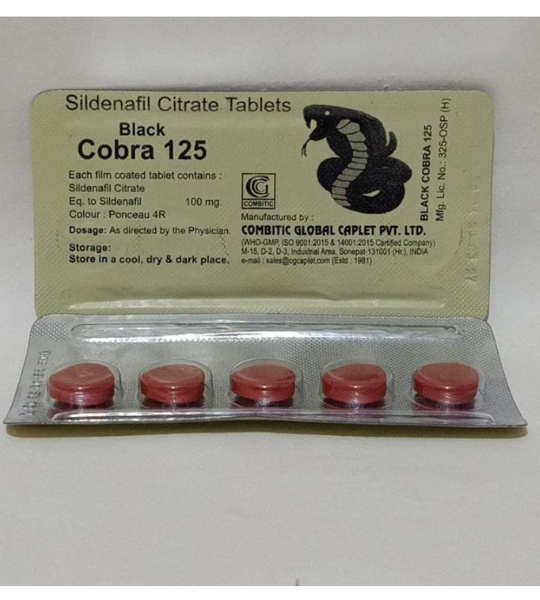 Sildenafil Citrate Tablets
Black
Cobra 125
Each film coated tablet contains :
Sildenafil Citrate
Eq. to Sildenafil 100 mg.
Colour : Ponceau 4R
Dosage: As directed by the Physician.
Storage:
Store in a cool, dry & dark place.
COMBITIC
Manufactured by :
COMBITIC GLOBAL CAPLET PVT. LTD.
(WHO-GMP, ISO 9001:2015 & 14001:2015 Certified Company)
M-15, D-2, D-3, Industrial Area, Sonepat-131001 (Hr.), INDIA
e-mail : sales@cgcaplet.com (Estd : 1981)
BLACK COBRA 125
Mfg. Lic. No.: 325-OSP (H)